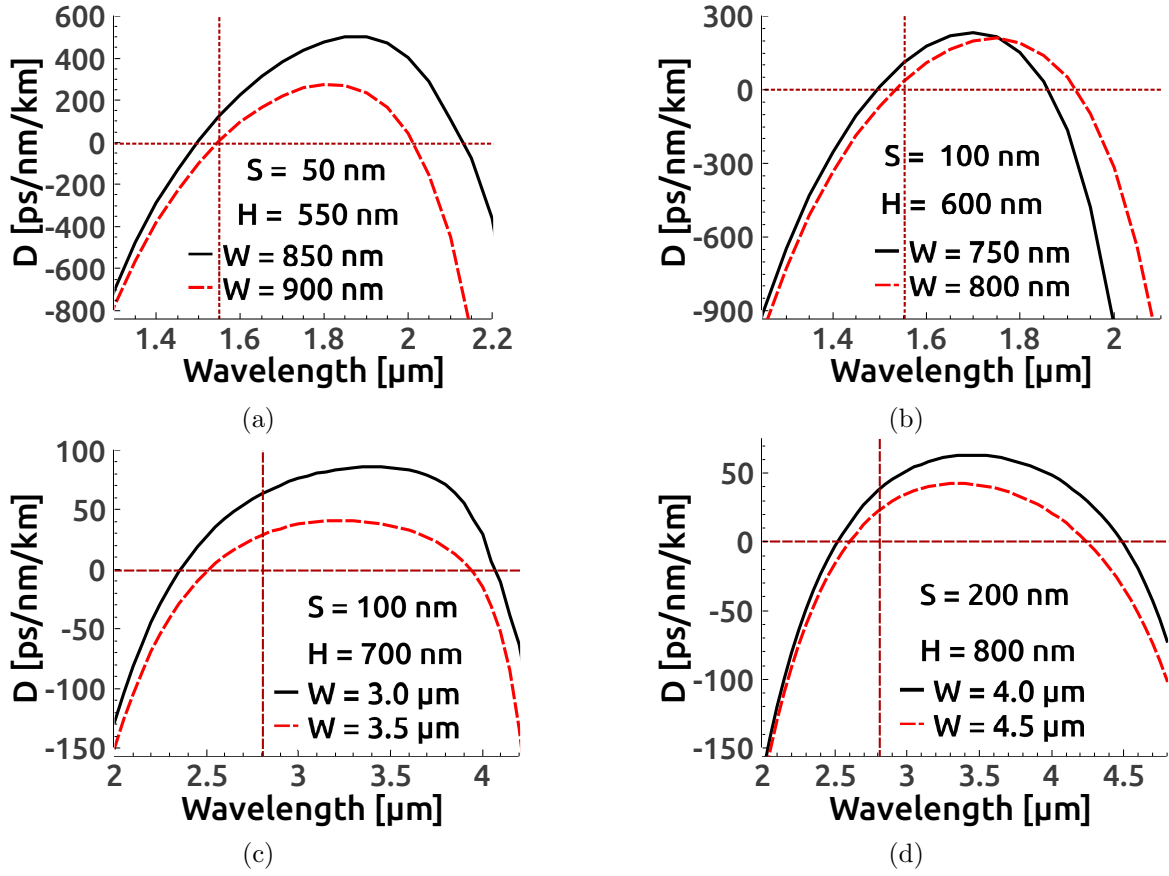 D [ps/nm/km]
600
400
200
0
-200
-400
-600
-800
S = 50 nm
H = 550 nm
W = 850 nm
W = 900 nm
1.4 1.6 1.8 2 2.2
Wavelength [µm]
(a)
D [ps/nm/km]
300
0
-300
-600
-900
S = 100 nm
H = 600 nm
W = 750 nm
W = 800 nm
1.4 1.6 1.8 2
Wavelength [µm]
(b)
D [ps/nm/km]
100
50
0
-50
-100
-150
S = 100 nm
H = 700 nm
W = 3.0 µm
W = 3.5 µm
2 2.5 3 3.5 4
Wavelength [µm]
(c)
D [ps/nm/km]
50
0
-50
-100
-150
S = 200 nm
H = 800 nm
W = 4.0 µm
W = 4.5 µm
2 2.5 3 3.5 4 4.5
Wavelength [µm]
(d)